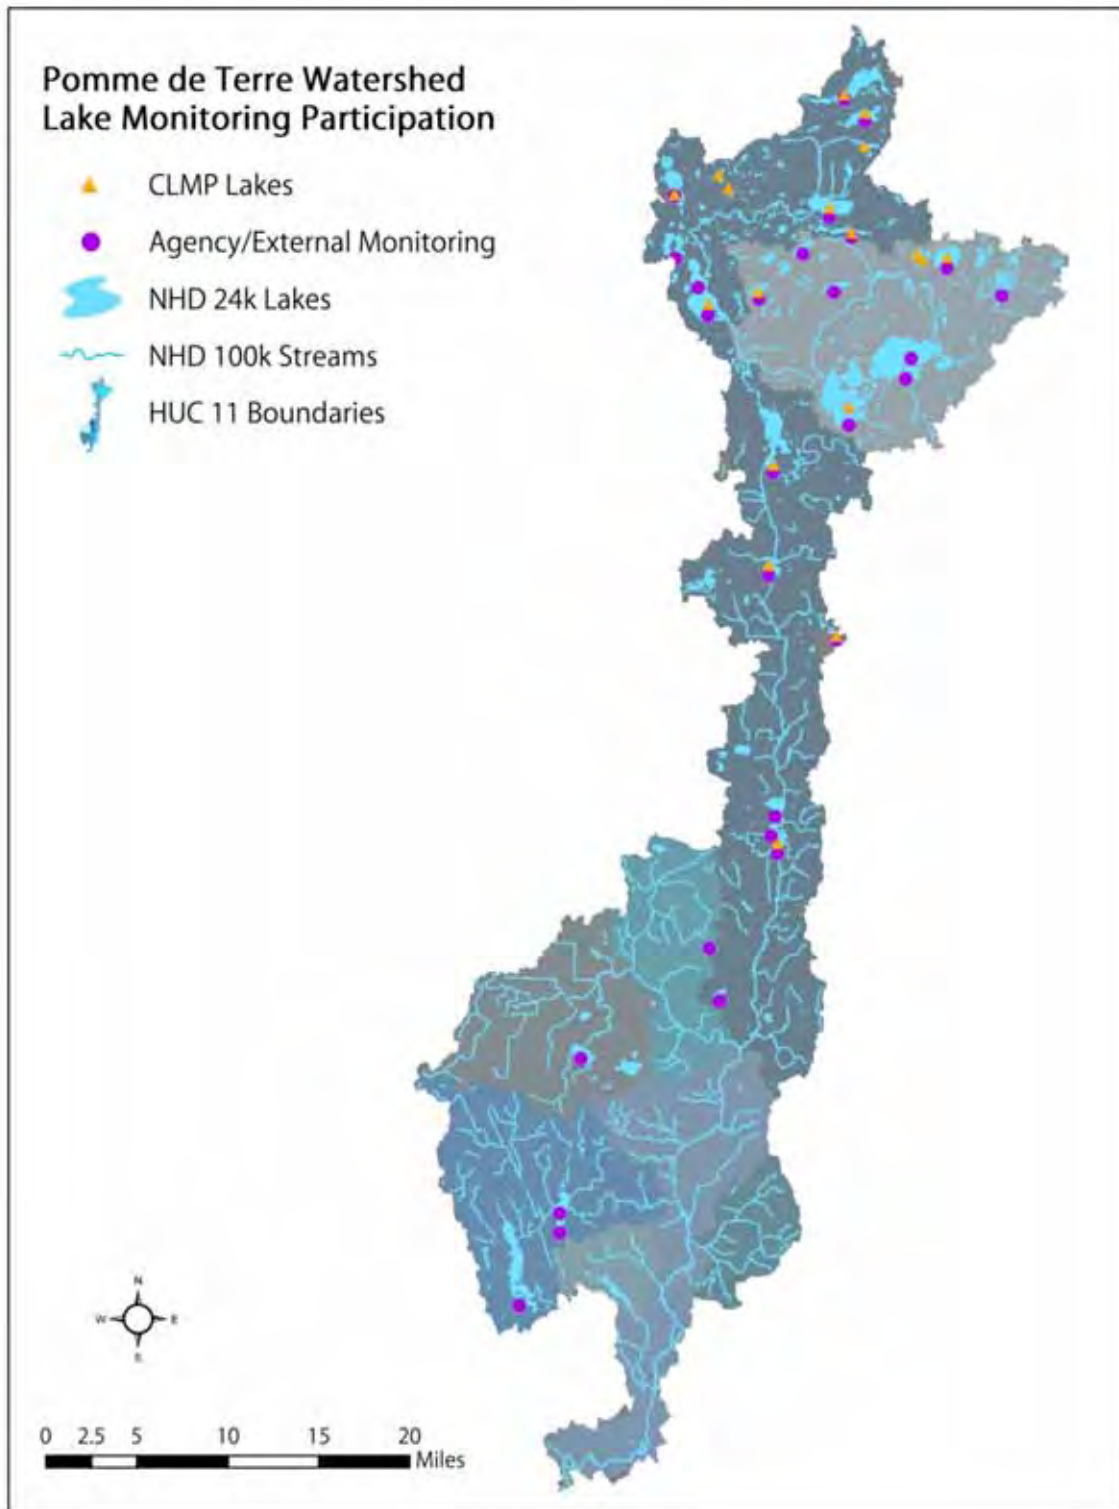 Pomme de Terre Watershed
Lake Monitoring Participation
CLMP Lakes
Agency/External Monitoring
NHD 24k Lakes
NHD 100k Streams
HUC 11 Boundaries
N
W E
S
0 2.5 5 10 15 20
Miles